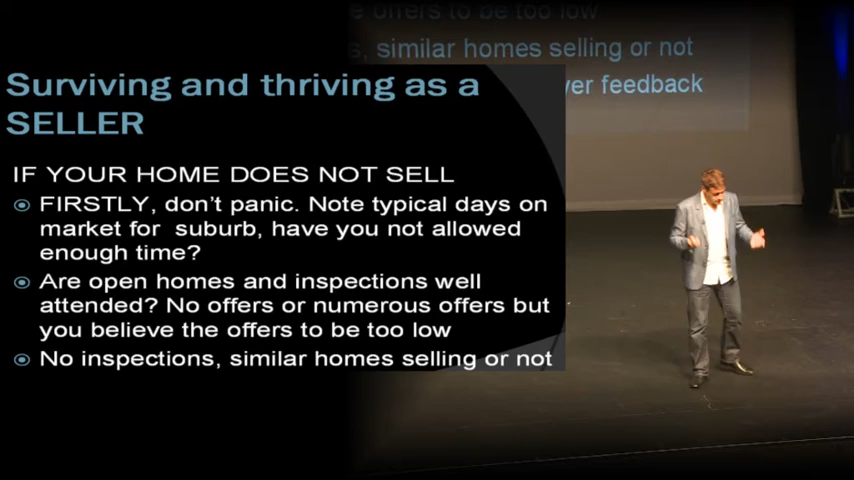 e offers to be too low
s, similar homes selling or not
yer feedback
Surviving and thriving as a
SELLER
IF YOUR HOME DOES NOT SELL
FIRSTLY, don't panic. Note typical days on
market for suburb, have you not allowed
enough time?
Are open homes and inspections well
attended? No offers or numerous offers but
you believe the offers to be too low
No inspections, similar homes selling or not